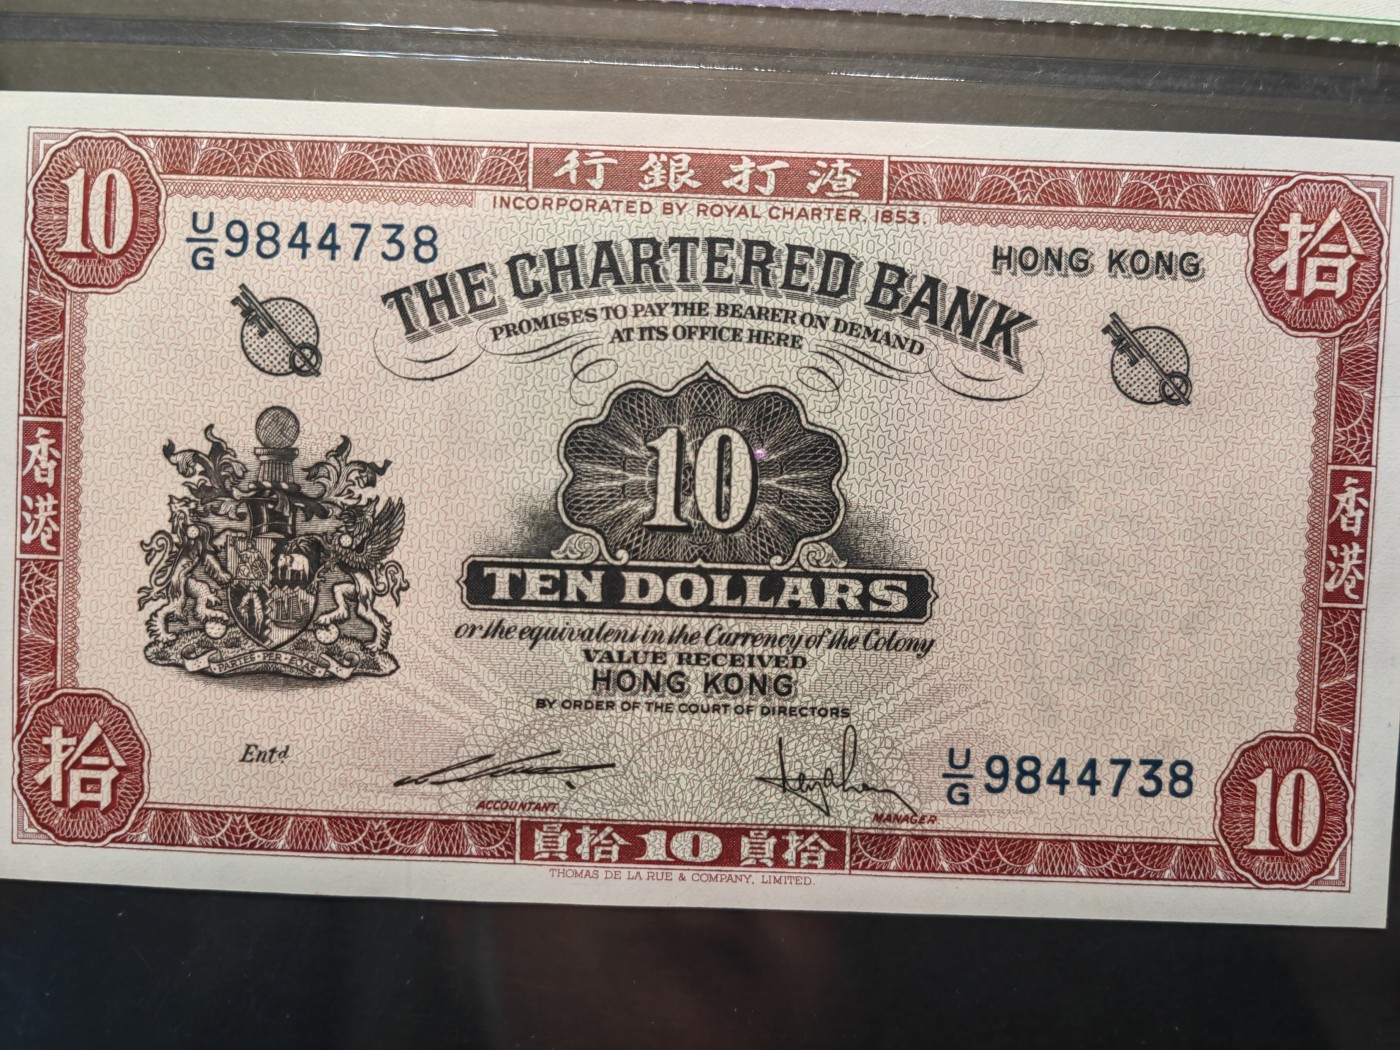 行銀打渣
INCORPORATED BY ROYAL CHARTER, 1853.
10
拾
U/G 9844738
HONG KONG
THE CHARTERED BANK
PROMISES TO PAY THE BEARER ON DEMAND
AT ITS OFFICE HERE
10
香港
香港
TEN DOLLARS
or the equivalent in the Currency of the Colony
VALUE RECEIVED
HONG KONG
BY ORDER OF THE COURT OF DIRECTORS
Entd
U/G 9844738
ACCOUNTANT
MANAGER
拾
10
員拾 10 員拾
THOMAS DE LA RUE & COMPANY, LIMITED.